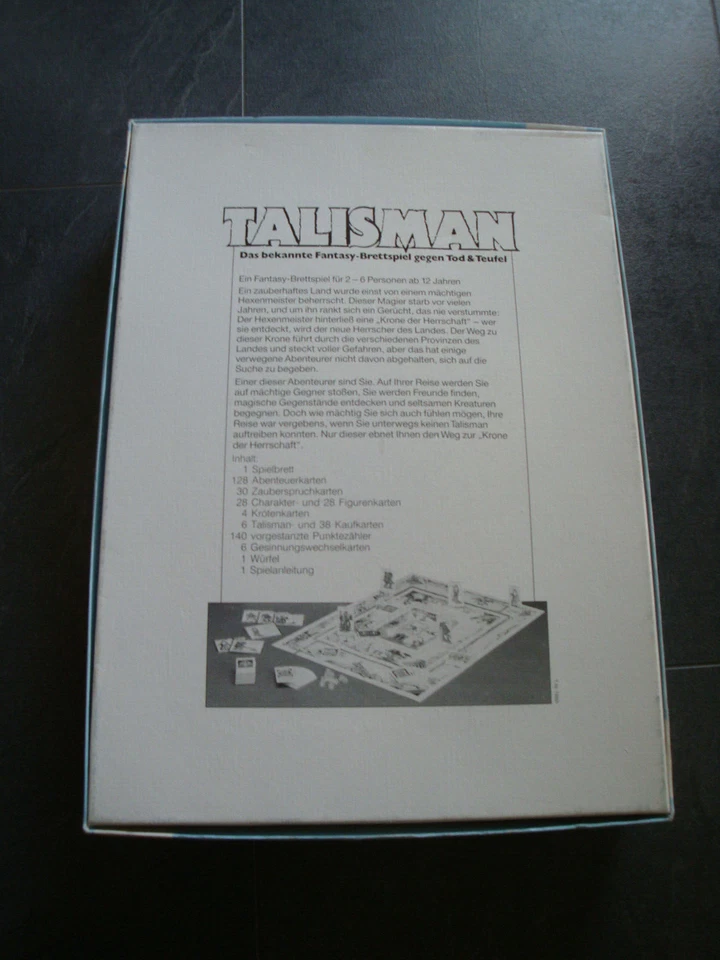 TALISMAN
Das bekannte Fantasy-Brettspiel gegen Tod & Teufel
Ein Fantasy-Brettspiel für 2 – 6 Personen ab 12 Jahren
Ein zauberhaftes Land wurde einst von einem mächtigen
Hexenmeister beherrscht. Dieser Magier starb vor vielen
Jahren, und um ihn rankt sich ein Gerücht, das nie verstummte:
Der Hexenmeister hinterließ eine „Krone der Herrschaft" – wer
sie entdeckt, wird der neue Herrscher des Landes. Der Weg zu
dieser Krone führt durch die verschiedenen Provinzen des
Landes und steckt voller Gefahren, aber das hat einige
verwegene Abenteurer nicht davon abgehalten, sich auf die
Suche zu begeben.
Einer dieser Abenteurer sind Sie. Auf Ihrer Reise werden Sie
auf mächtige Gegner stoßen, Sie werden Freunde finden,
magische Gegenstände entdecken und seltsamen Kreaturen
begegnen. Doch wie mächtig Sie sich auch fühlen mögen, Ihre
Reise war vergebens, wenn Sie unterwegs keinen Talisman
auftreiben konnten. Nur dieser ebnet Ihnen den Weg zur „Krone
der Herrschaft".
Inhalt:
1 Spielbrett
128 Abenteuerkarten
30 Zauberspruchkarten
28 Charakter- und 28 Figurenkarten
4 Krötenkarten
6 Talisman- und 38 Kaufkarten
140 vorgestanzte Punktezähler
6 Gesinnungswechselkarten
1 Würfel
1 Spielanleitung